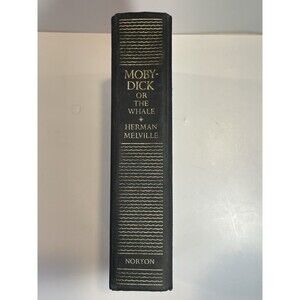 MOBY-
DICK
OR
THE
WHALE
HERMAN
MELVILLE
NORTON